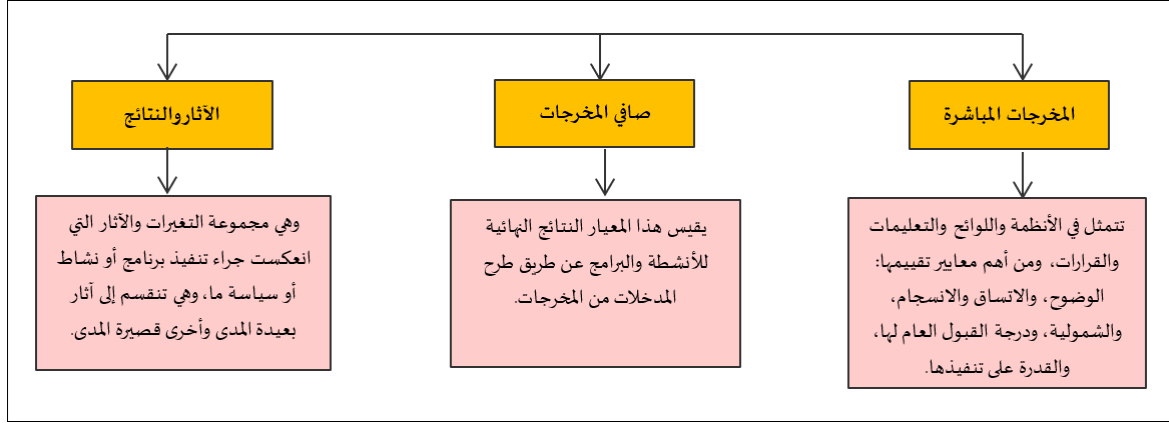 المخرجات المباشرة
صافي المخرجات
الآثار والنتائج
تتمثل في الأنظمة واللوائح والتعليمات
والقرارات، ومن أهم معايير تقييمها:
الوضوح، والاتساق والانسجام،
والشمولية، ودرجة القبول العام لها،
والقدرة على تنفيذها.
يقيس هذا المعيار النتائج النهائية
للأنشطة والبرامج عن طريق طرح
المدخلات من المخرجات.
وهي مجموعة التغيرات والآثار التي
انعكست جراء تنفيذ برنامج أو نشاط
أو سياسة ما، وهي تنقسم إلى آثار
بعيدة المدى وأخرى قصيرة المدى.